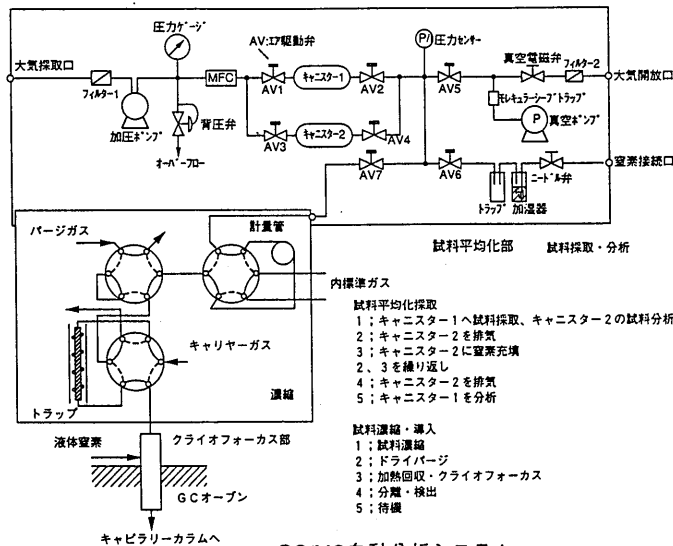 圧力ゲージ
AV:エア駆動弁
圧力センサー
真空電磁弁
フィルター2
大気採取口
MFC
キャニスター1
大気開放口
フィルター1
AV1
AV2
AV5
モレキュラーシーブトラップ
加圧ポンプ
背圧弁
キャニスター2
P
真空ポンプ
AV3
AV4
オーバーフロー
AV7
AV6
ニードル弁
窒素接続口
トラップ
加湿器
パージガス
計量管
試料平均化部
試料採取・分析
内標準ガス
試料平均化採取
1;キャニスター1へ試料採取、キャニスター2の試料分析
2;キャニスター2を排気
3;キャニスター2に窒素充填
2、3を繰り返し
4;キャニスター2を排気
5;キャニスター1を分析
キャリヤーガス
濃縮
トラップ
試料濃縮・導入
1;試料濃縮
2;ドライパージ
3;加熱回収・クライオフォーカス
4;分離・検出
5;待機
液体窒素
クライオフォーカス部
GCオーブン
キャピラリーカラムへ